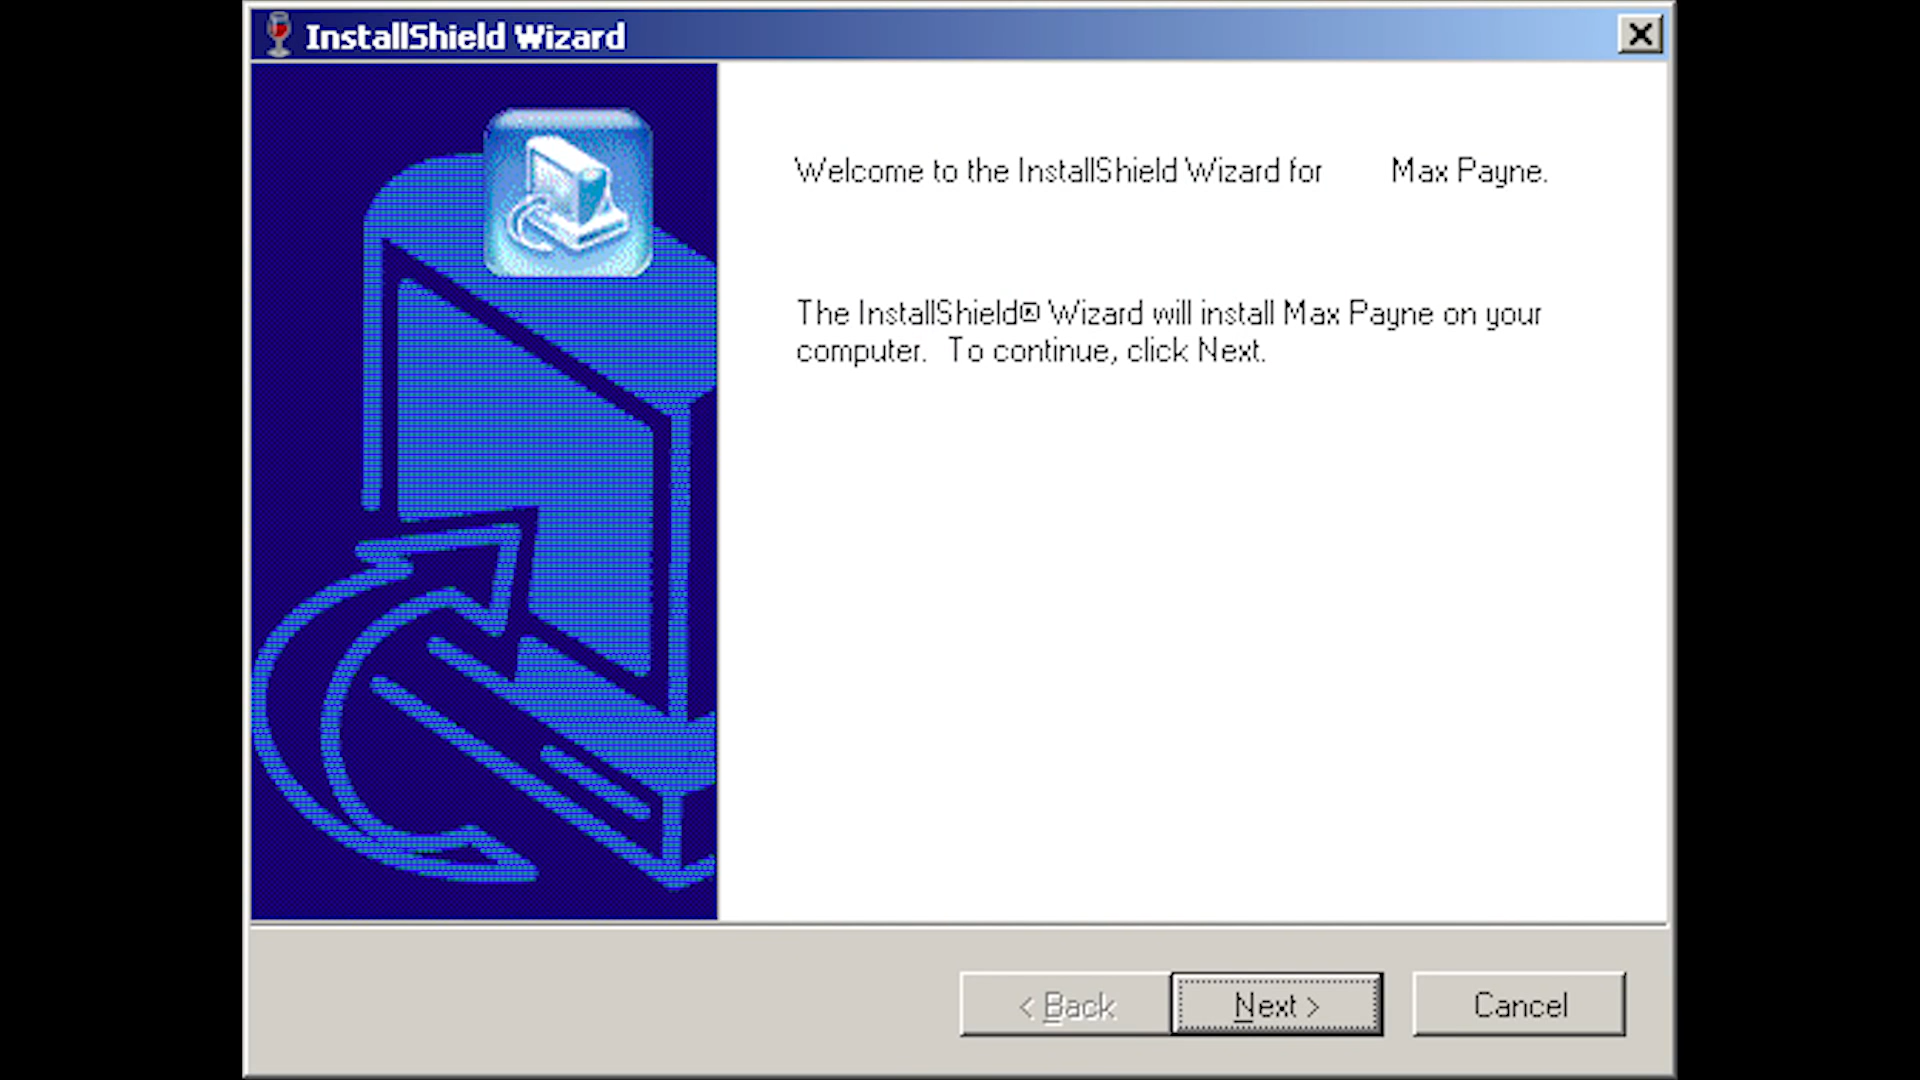 InstallShield Wizard
Welcome to the InstallShield Wizard for Max Payne.
The InstallShield® Wizard will install Max Payne on your
computer. To continue, click Next.
< Back
Next >
Cancel